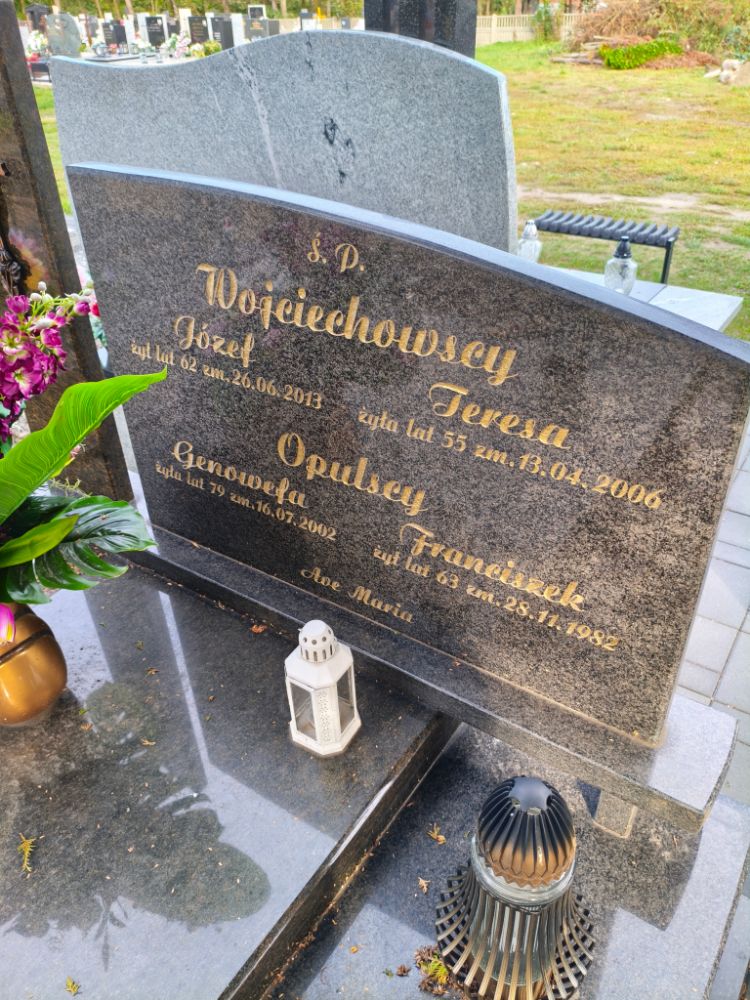 Ś. P.
Wojciechowscy
Józef
żył lat 62 zm.26.06.2013
Teresa
żyła lat 55 zm.13.04.2006
Opulscy
Genowefa
żyła lat 79 zm.16.07.2002
Franciszek
żył lat 63 zm.28.11.1982
Ave Maria